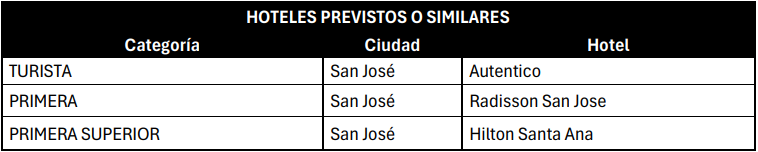 HOTELES PREVISTOS O SIMILARES
Categoría Ciudad Hotel
TURISTA San José Autentico
PRIMERA San José Radisson San Jose
PRIMERA SUPERIOR San José Hilton Santa Ana